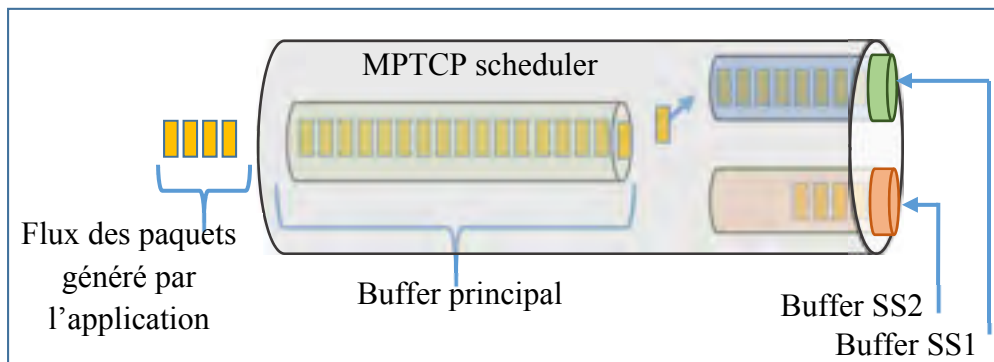 MPTCP scheduler
Flux des paquets
généré par
l’application
Buffer principal
Buffer SS2
Buffer SS1